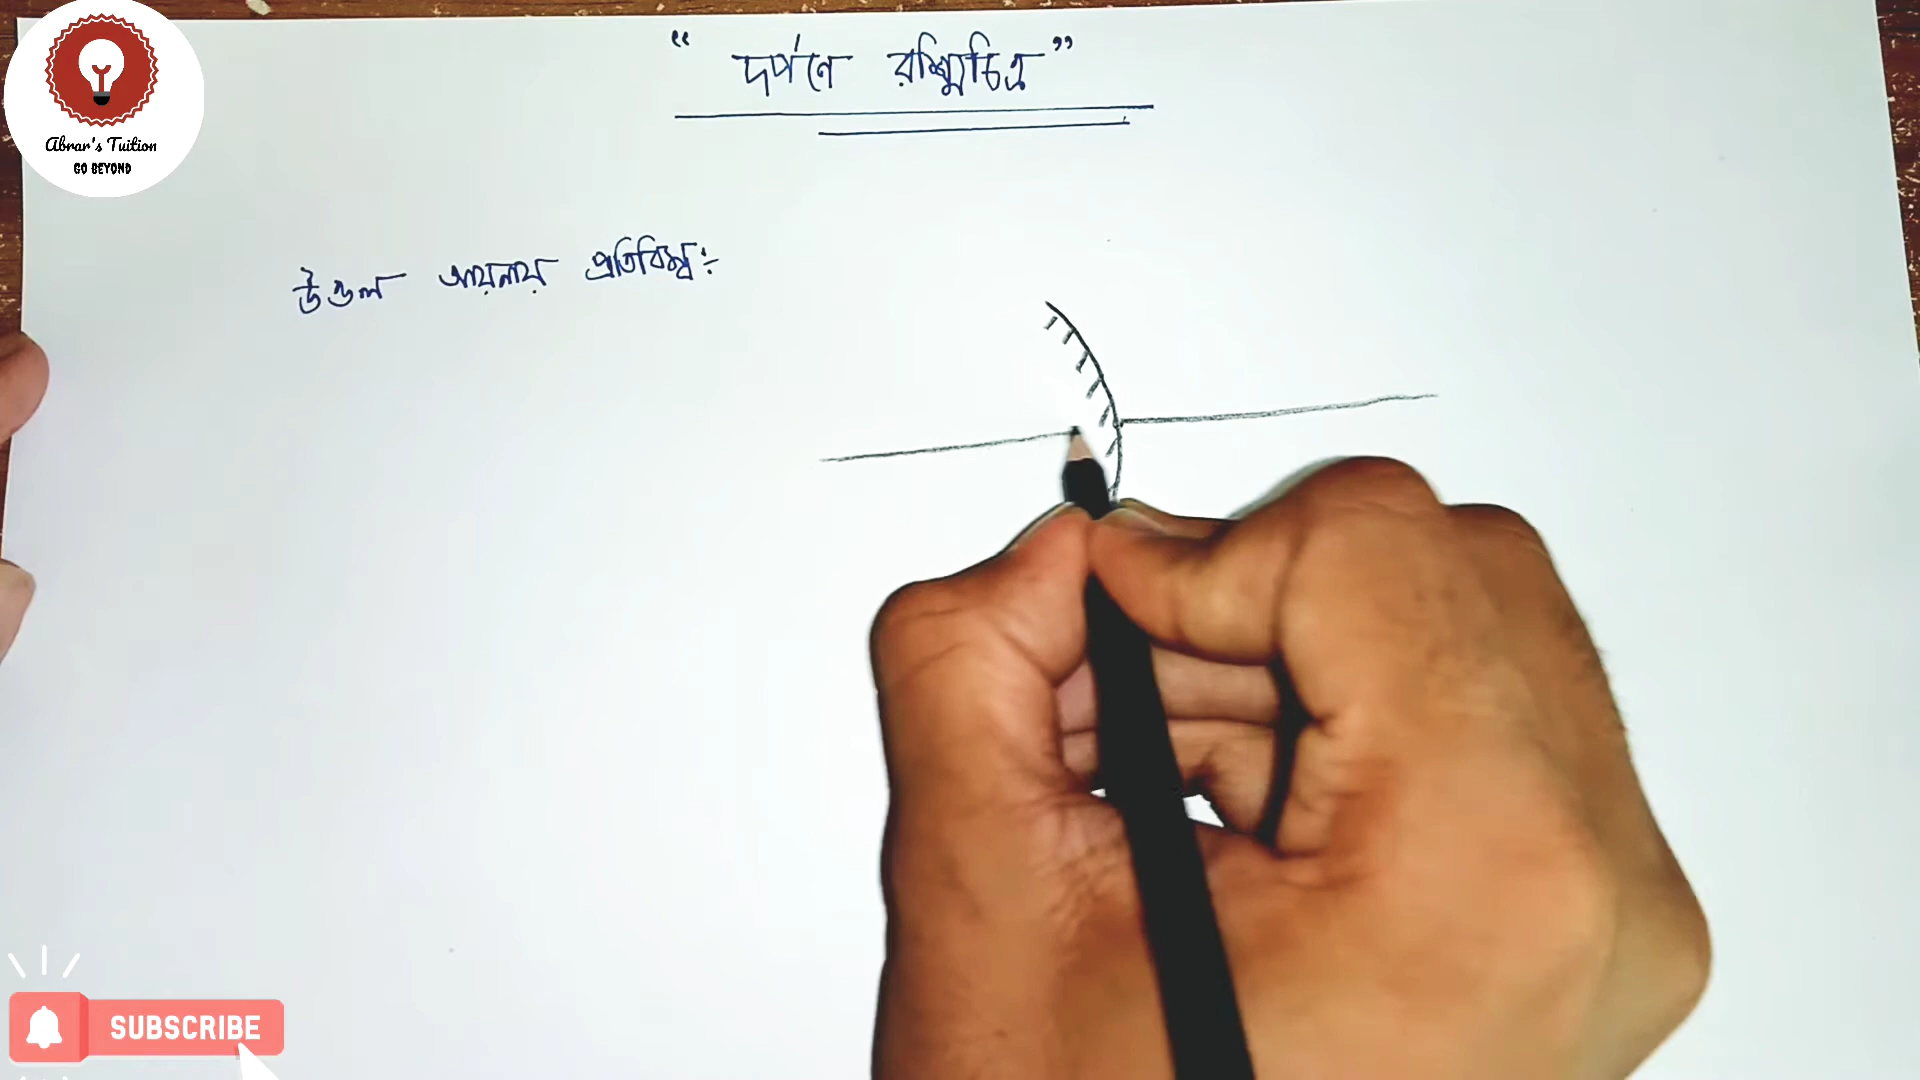 “ দর্পণে রশ্মিচিত্র ”
Abrar's Tuition
GO BEYOND
উত্তল আয়নায় প্রতিবিম্ব ঃ
SUBSCRIBE